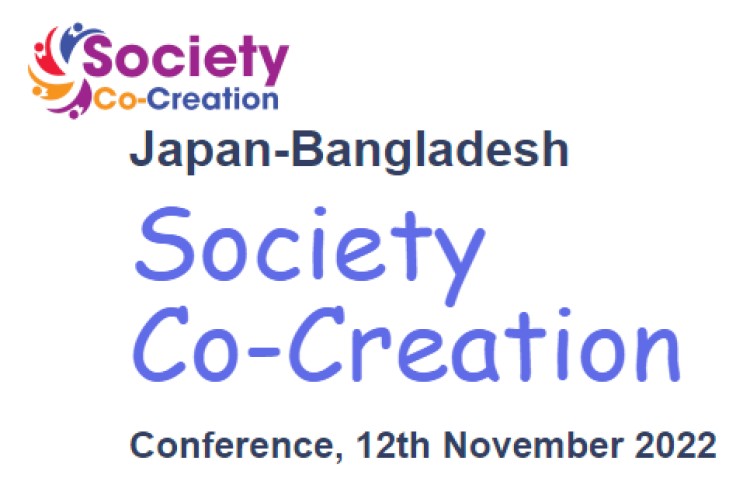 Society
Co-Creation
Japan-Bangladesh
Society
Co-Creation
Conference, 12th November 2022